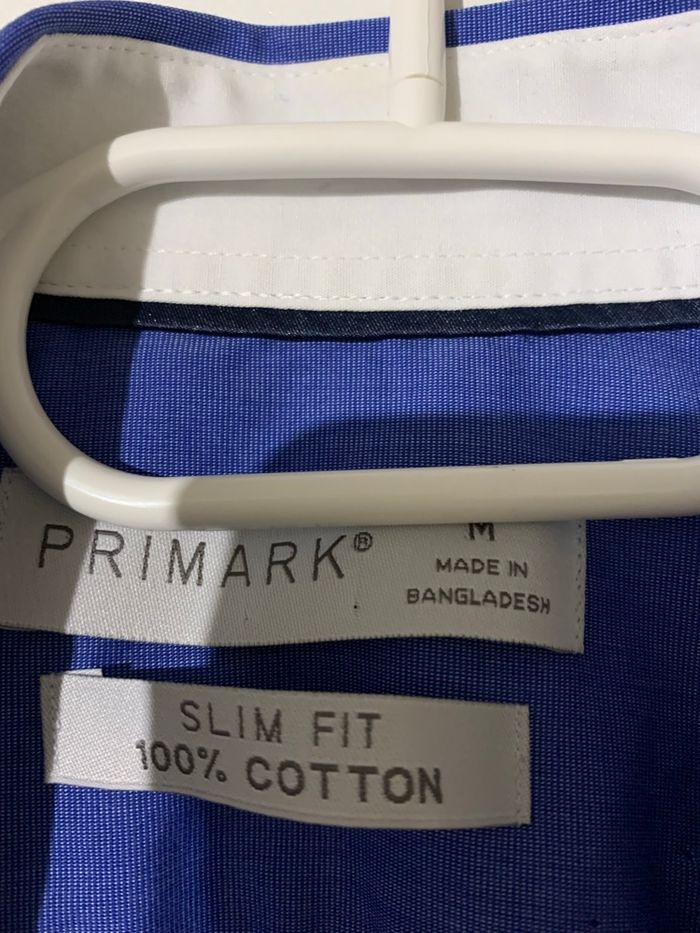 PRIMARK®
M
MADE IN
BANGLADESH
SLIM FIT
100% COTTON